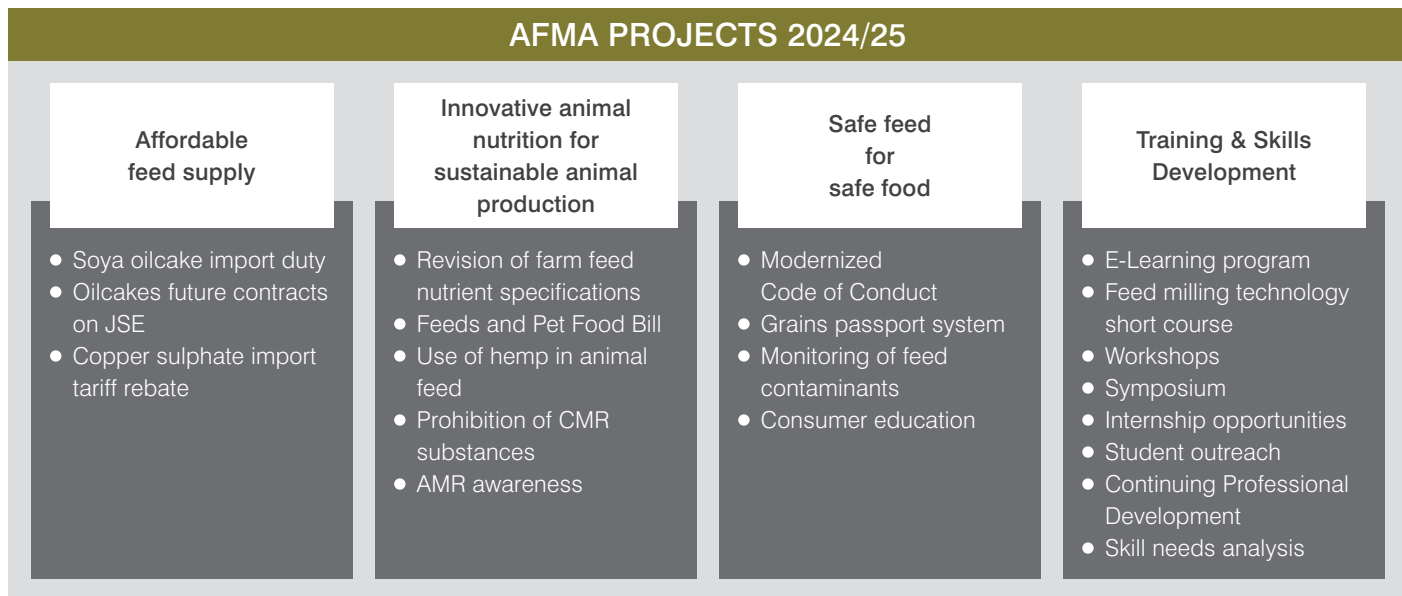 AFMA PROJECTS 2024/25
Affordable
feed supply
● Soya oilcake import duty
● Oilcakes future contracts
on JSE
● Copper sulphate import
tariff rebate
Innovative animal
nutrition for
sustainable animal
production
● Revision of farm feed
nutrient specifications
● Feeds and Pet Food Bill
● Use of hemp in animal
feed
● Prohibition of CMR
substances
● AMR awareness
Safe feed
for
safe food
● Modernized
Code of Conduct
● Grains passport system
● Monitoring of feed
contaminants
● Consumer education
Training & Skills
Development
● E-Learning program
● Feed milling technology
short course
● Workshops
● Symposium
● Internship opportunities
● Student outreach
● Continuing Professional
Development
● Skill needs analysis